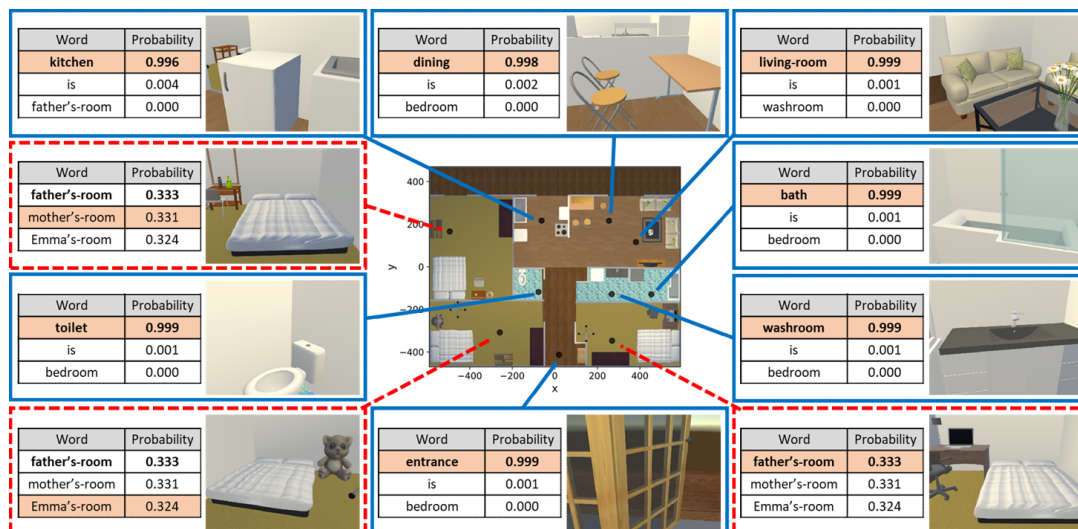 Word Probability
kitchen 0.996
is 0.004
father's-room 0.000
Word Probability
dining 0.998
is 0.002
bedroom 0.000
Word Probability
living-room 0.999
is 0.001
washroom 0.000
Word Probability
father's-room 0.333
mother's-room 0.331
Emma's-room 0.324
Word Probability
bath 0.999
is 0.001
bedroom 0.000
Word Probability
toilet 0.999
is 0.001
bedroom 0.000
Word Probability
washroom 0.999
is 0.001
bedroom 0.000
400
200
0
−200
−400
y
−400 −200 0 200 400
x
Word Probability
father's-room 0.333
mother's-room 0.331
Emma's-room 0.324
Word Probability
entrance 0.999
is 0.001
bedroom 0.000
Word Probability
father's-room 0.333
mother's-room 0.331
Emma's-room 0.324